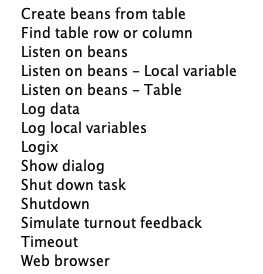 Create beans from table
Find table row or column
Listen on beans
Listen on beans – Local variable
Listen on beans – Table
Log data
Log local variables
Logix
Show dialog
Shut down task
Shutdown
Simulate turnout feedback
Timeout
Web browser